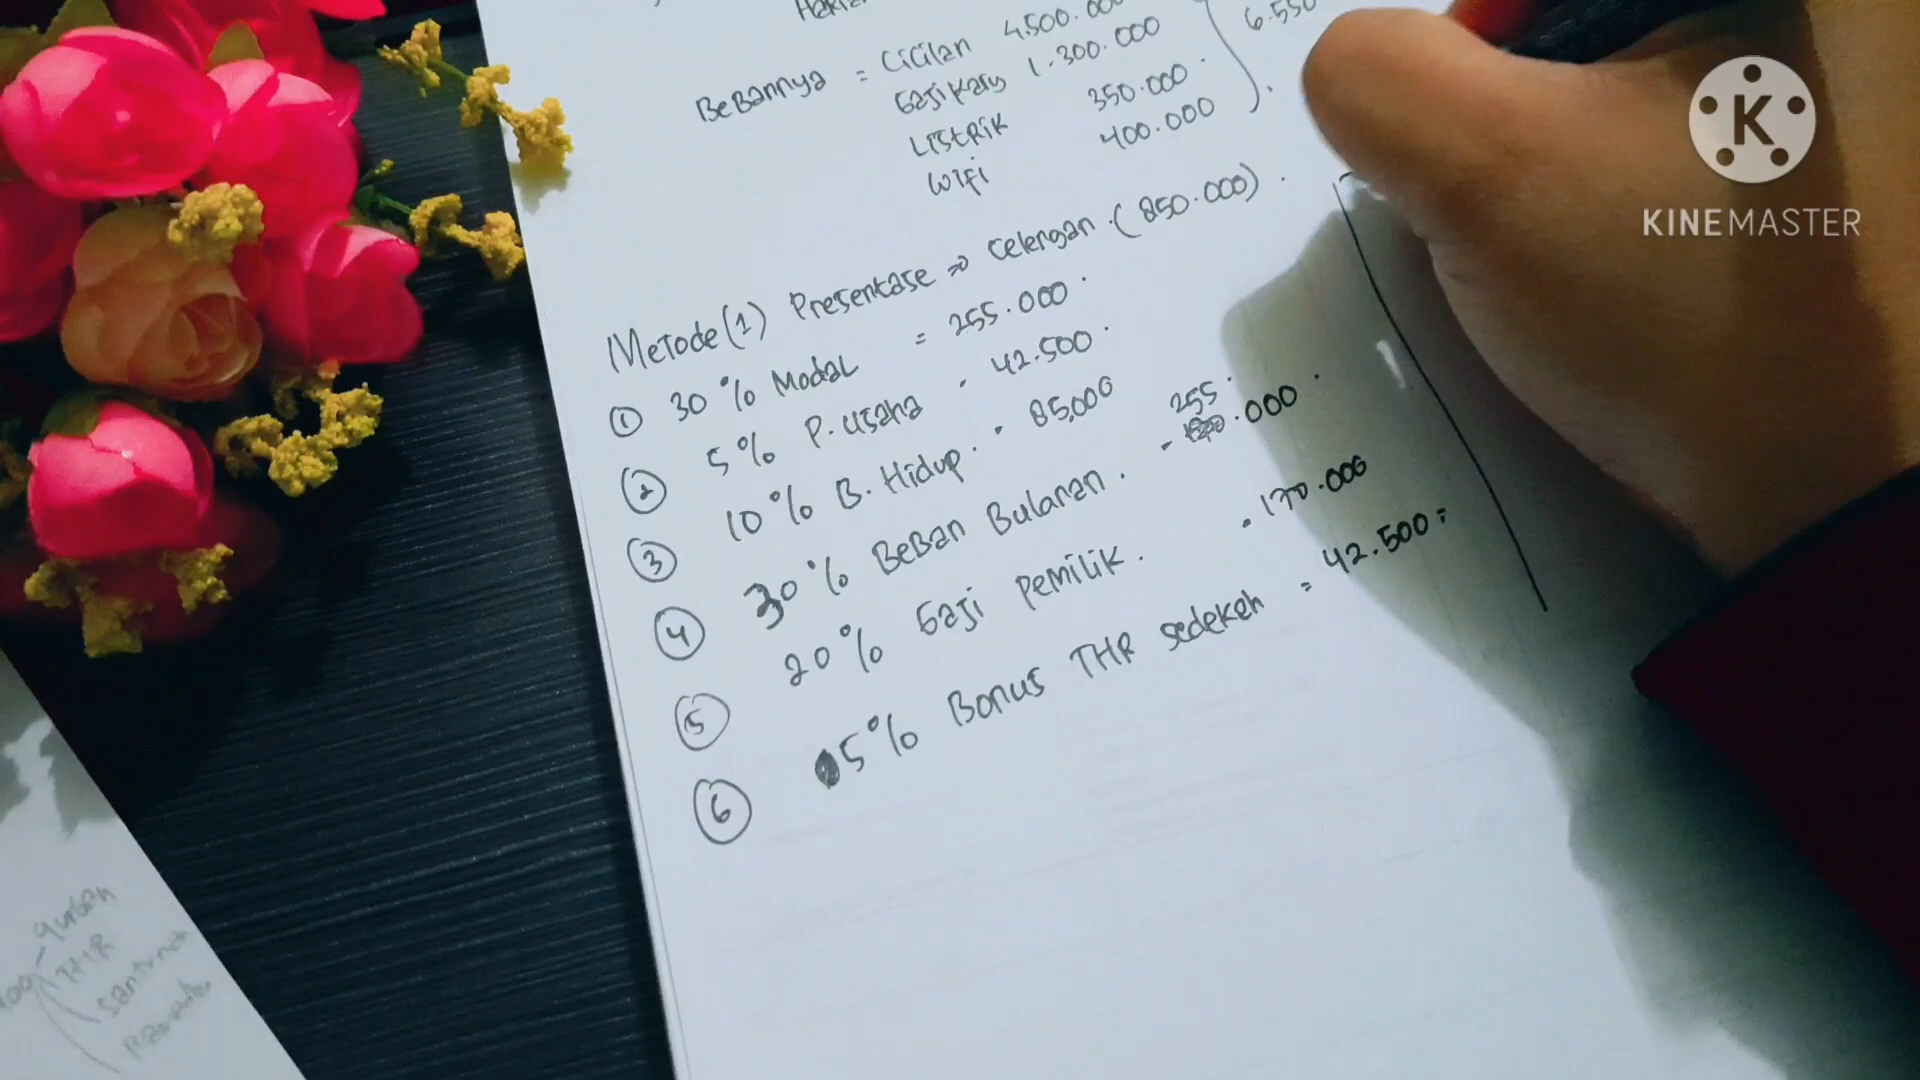 BeBannya = Cicilan 4.500.000
Gaji Kary 1.300.000
Listrik 350.000
wifi 400.000
6.550
Metode (1) Presentase => Celengan (850.000)
① 30% Modal = 255.000
② 5% P. Usaha - 42.500
③ 10% B. Hidup. - 85.000
④ 30% BeBan Bulanan. - 255.000
⑤ 20% Gaji Pemilik. - 170.000
⑥ 5% Bonus THR sedekah = 42.500
qurban
THR
K
KINEMASTER